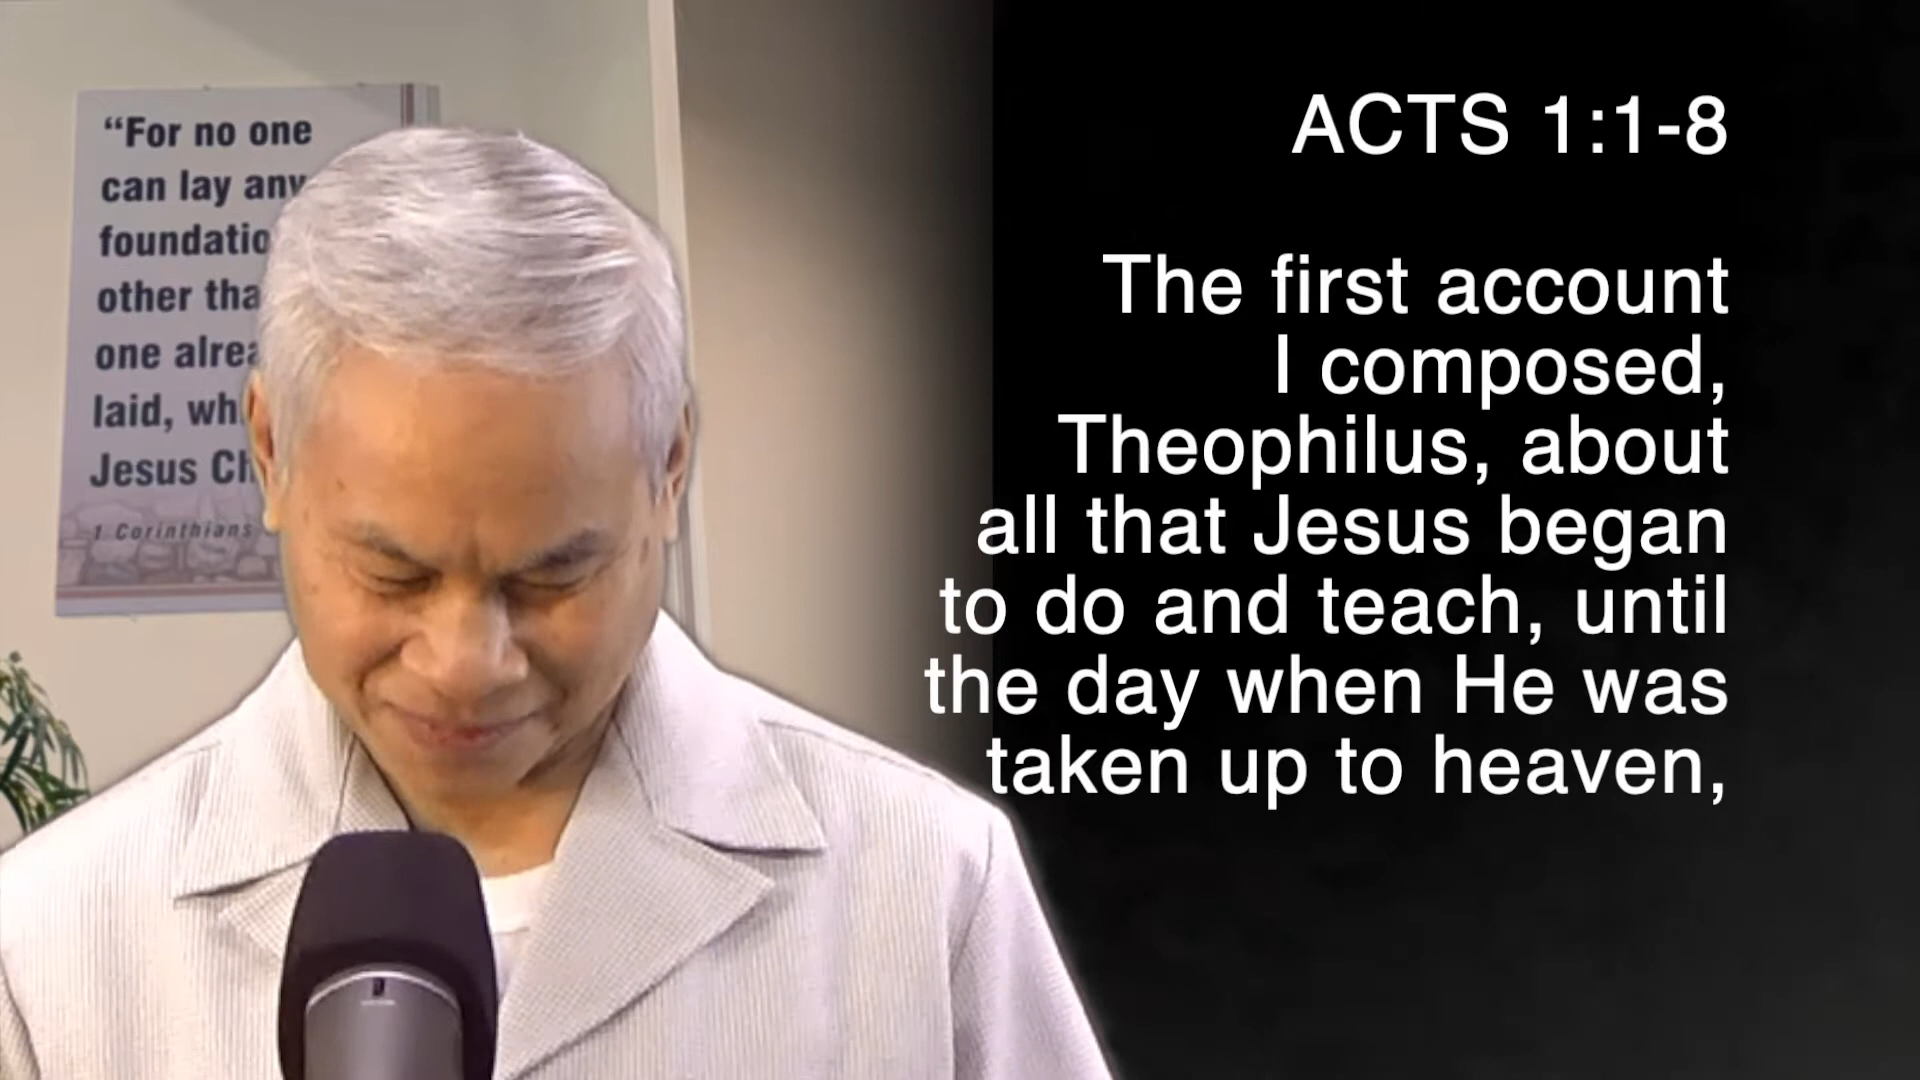 “For no one
can lay any
foundatio
other tha
one alrea
laid, wh
Jesus Ch
1 Corinthians
ACTS 1:1-8
The first account
I composed,
Theophilus, about
all that Jesus began
to do and teach, until
the day when He was
taken up to heaven,